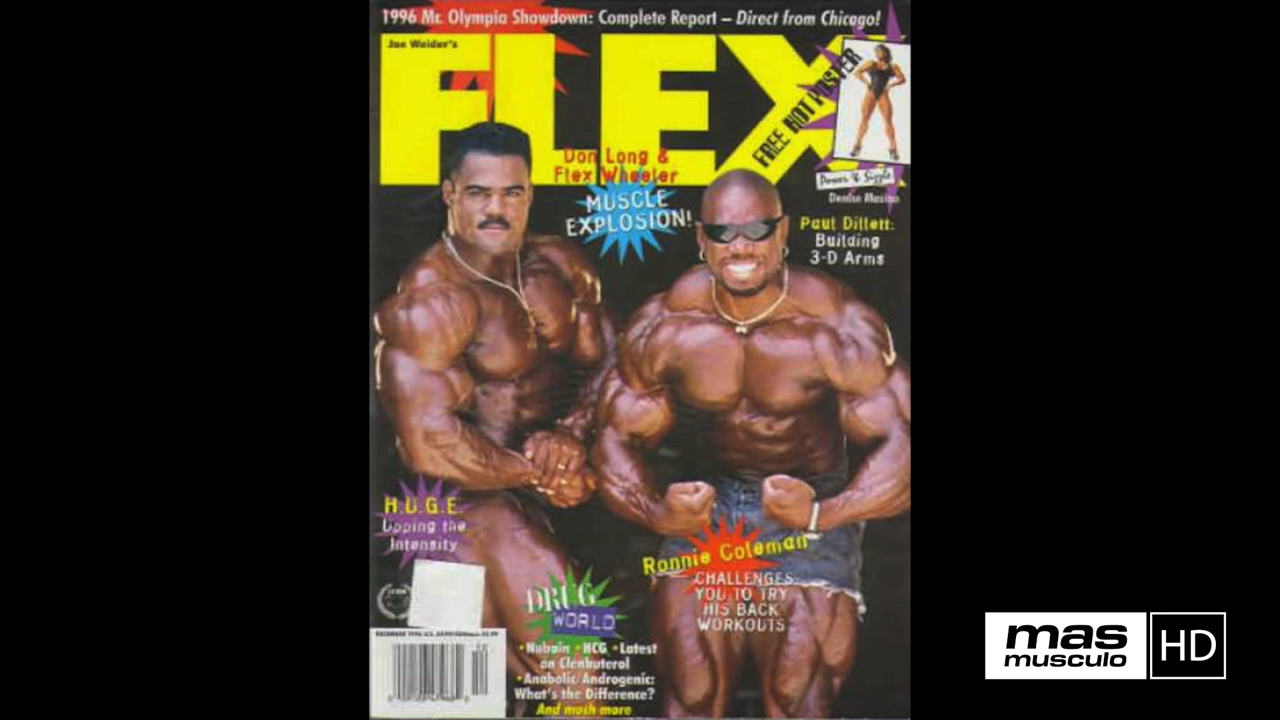 1996 Mr. Olympia Showdown: Complete Report – Direct from Chicago!
Joe Weider's
FLEX
FREE HOT POSTER
Don Long &
Flex Wheeler
MUSCLE
EXPLOSION!
Power & Sizzle
Denise Masino
Paul Dillett:
Building
3-D Arms
H.U.G.E.
Upping the
Intensity
Ronnie Coleman
CHALLENGES
YOU TO TRY
HIS BACK
WORKOUTS
DRUG
WORLD
•Nubain •HCG •Latest
on Clenbuterol
•Anabolic/Androgenic:
What's the Difference?
And much more
mas
musculo
HD